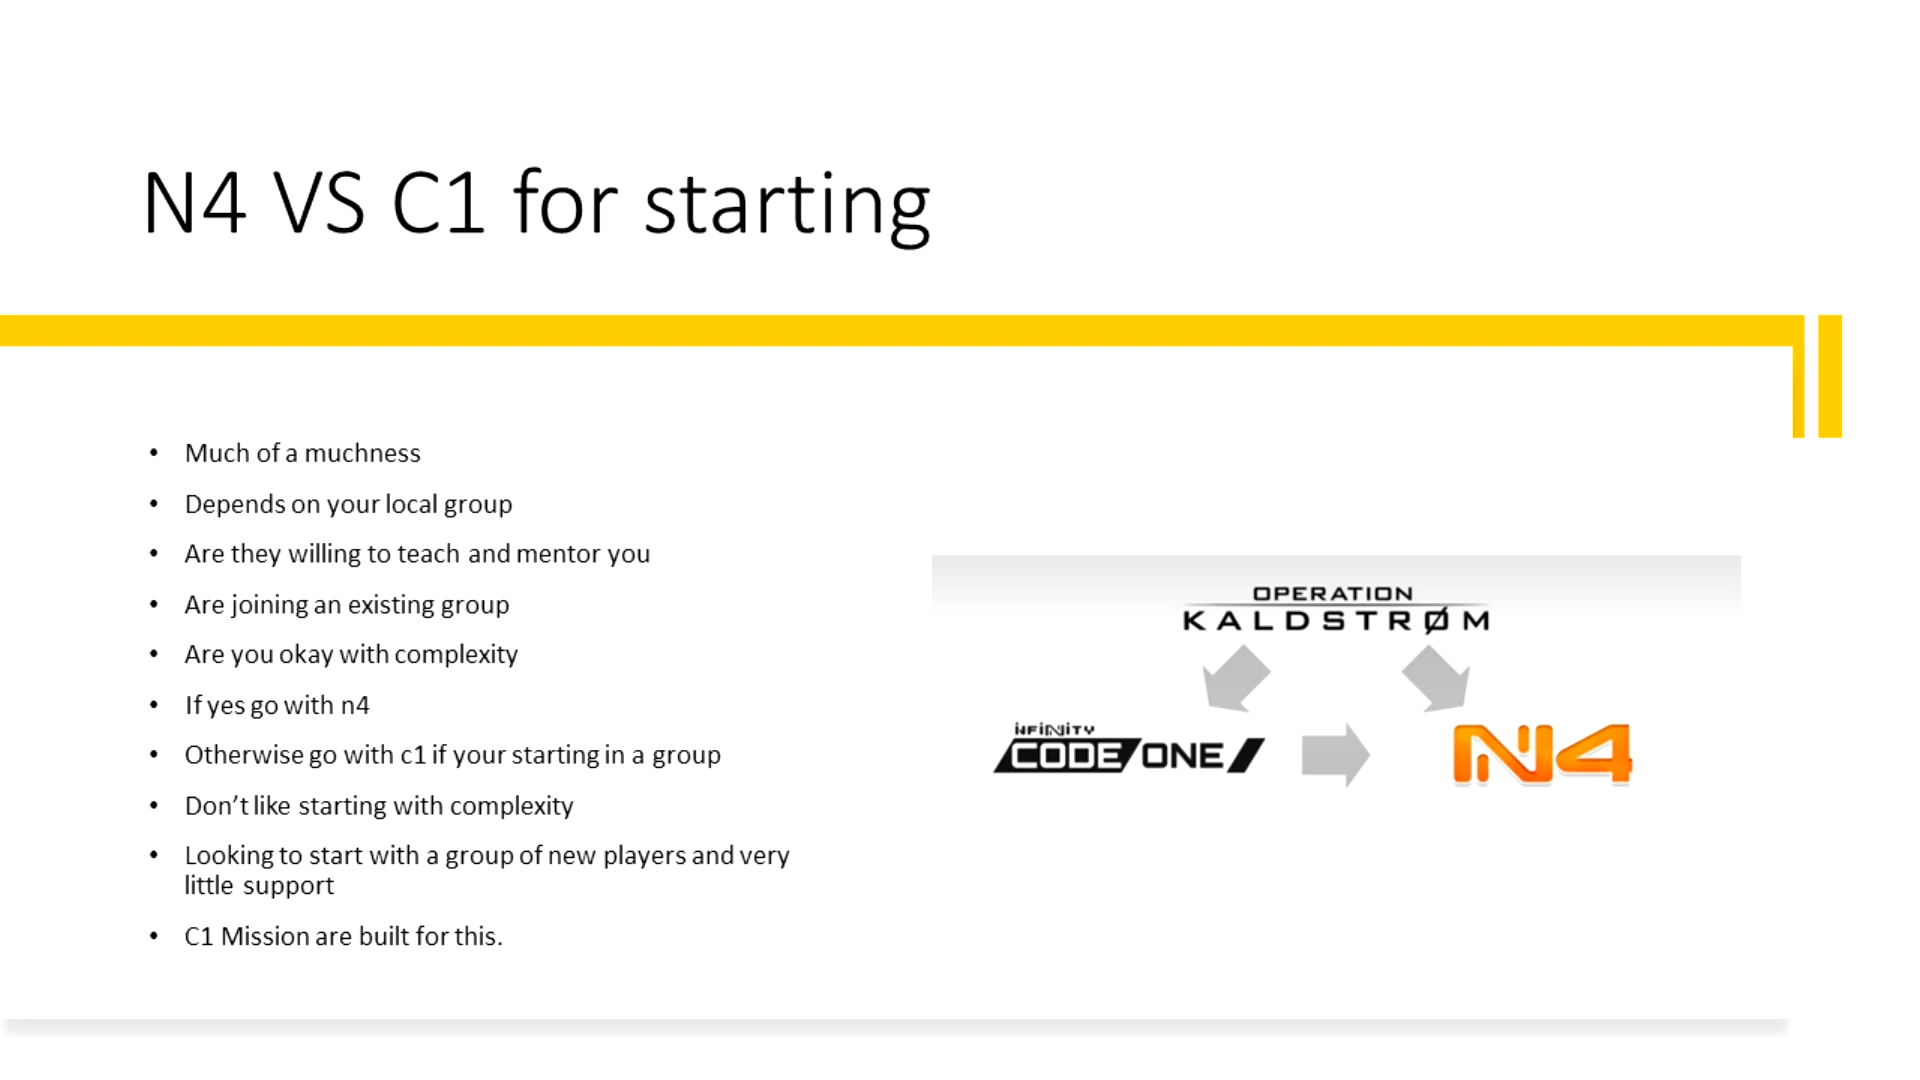 N4 VS C1 for starting
• Much of a muchness
• Depends on your local group
• Are they willing to teach and mentor you
• Are joining an existing group
• Are you okay with complexity
• If yes go with n4
• Otherwise go with c1 if your starting in a group
• Don’t like starting with complexity
• Looking to start with a group of new players and very
little support
• C1 Mission are built for this.
OPERATION
KALDSTRØM
INFINITY
CODE ONE
N4